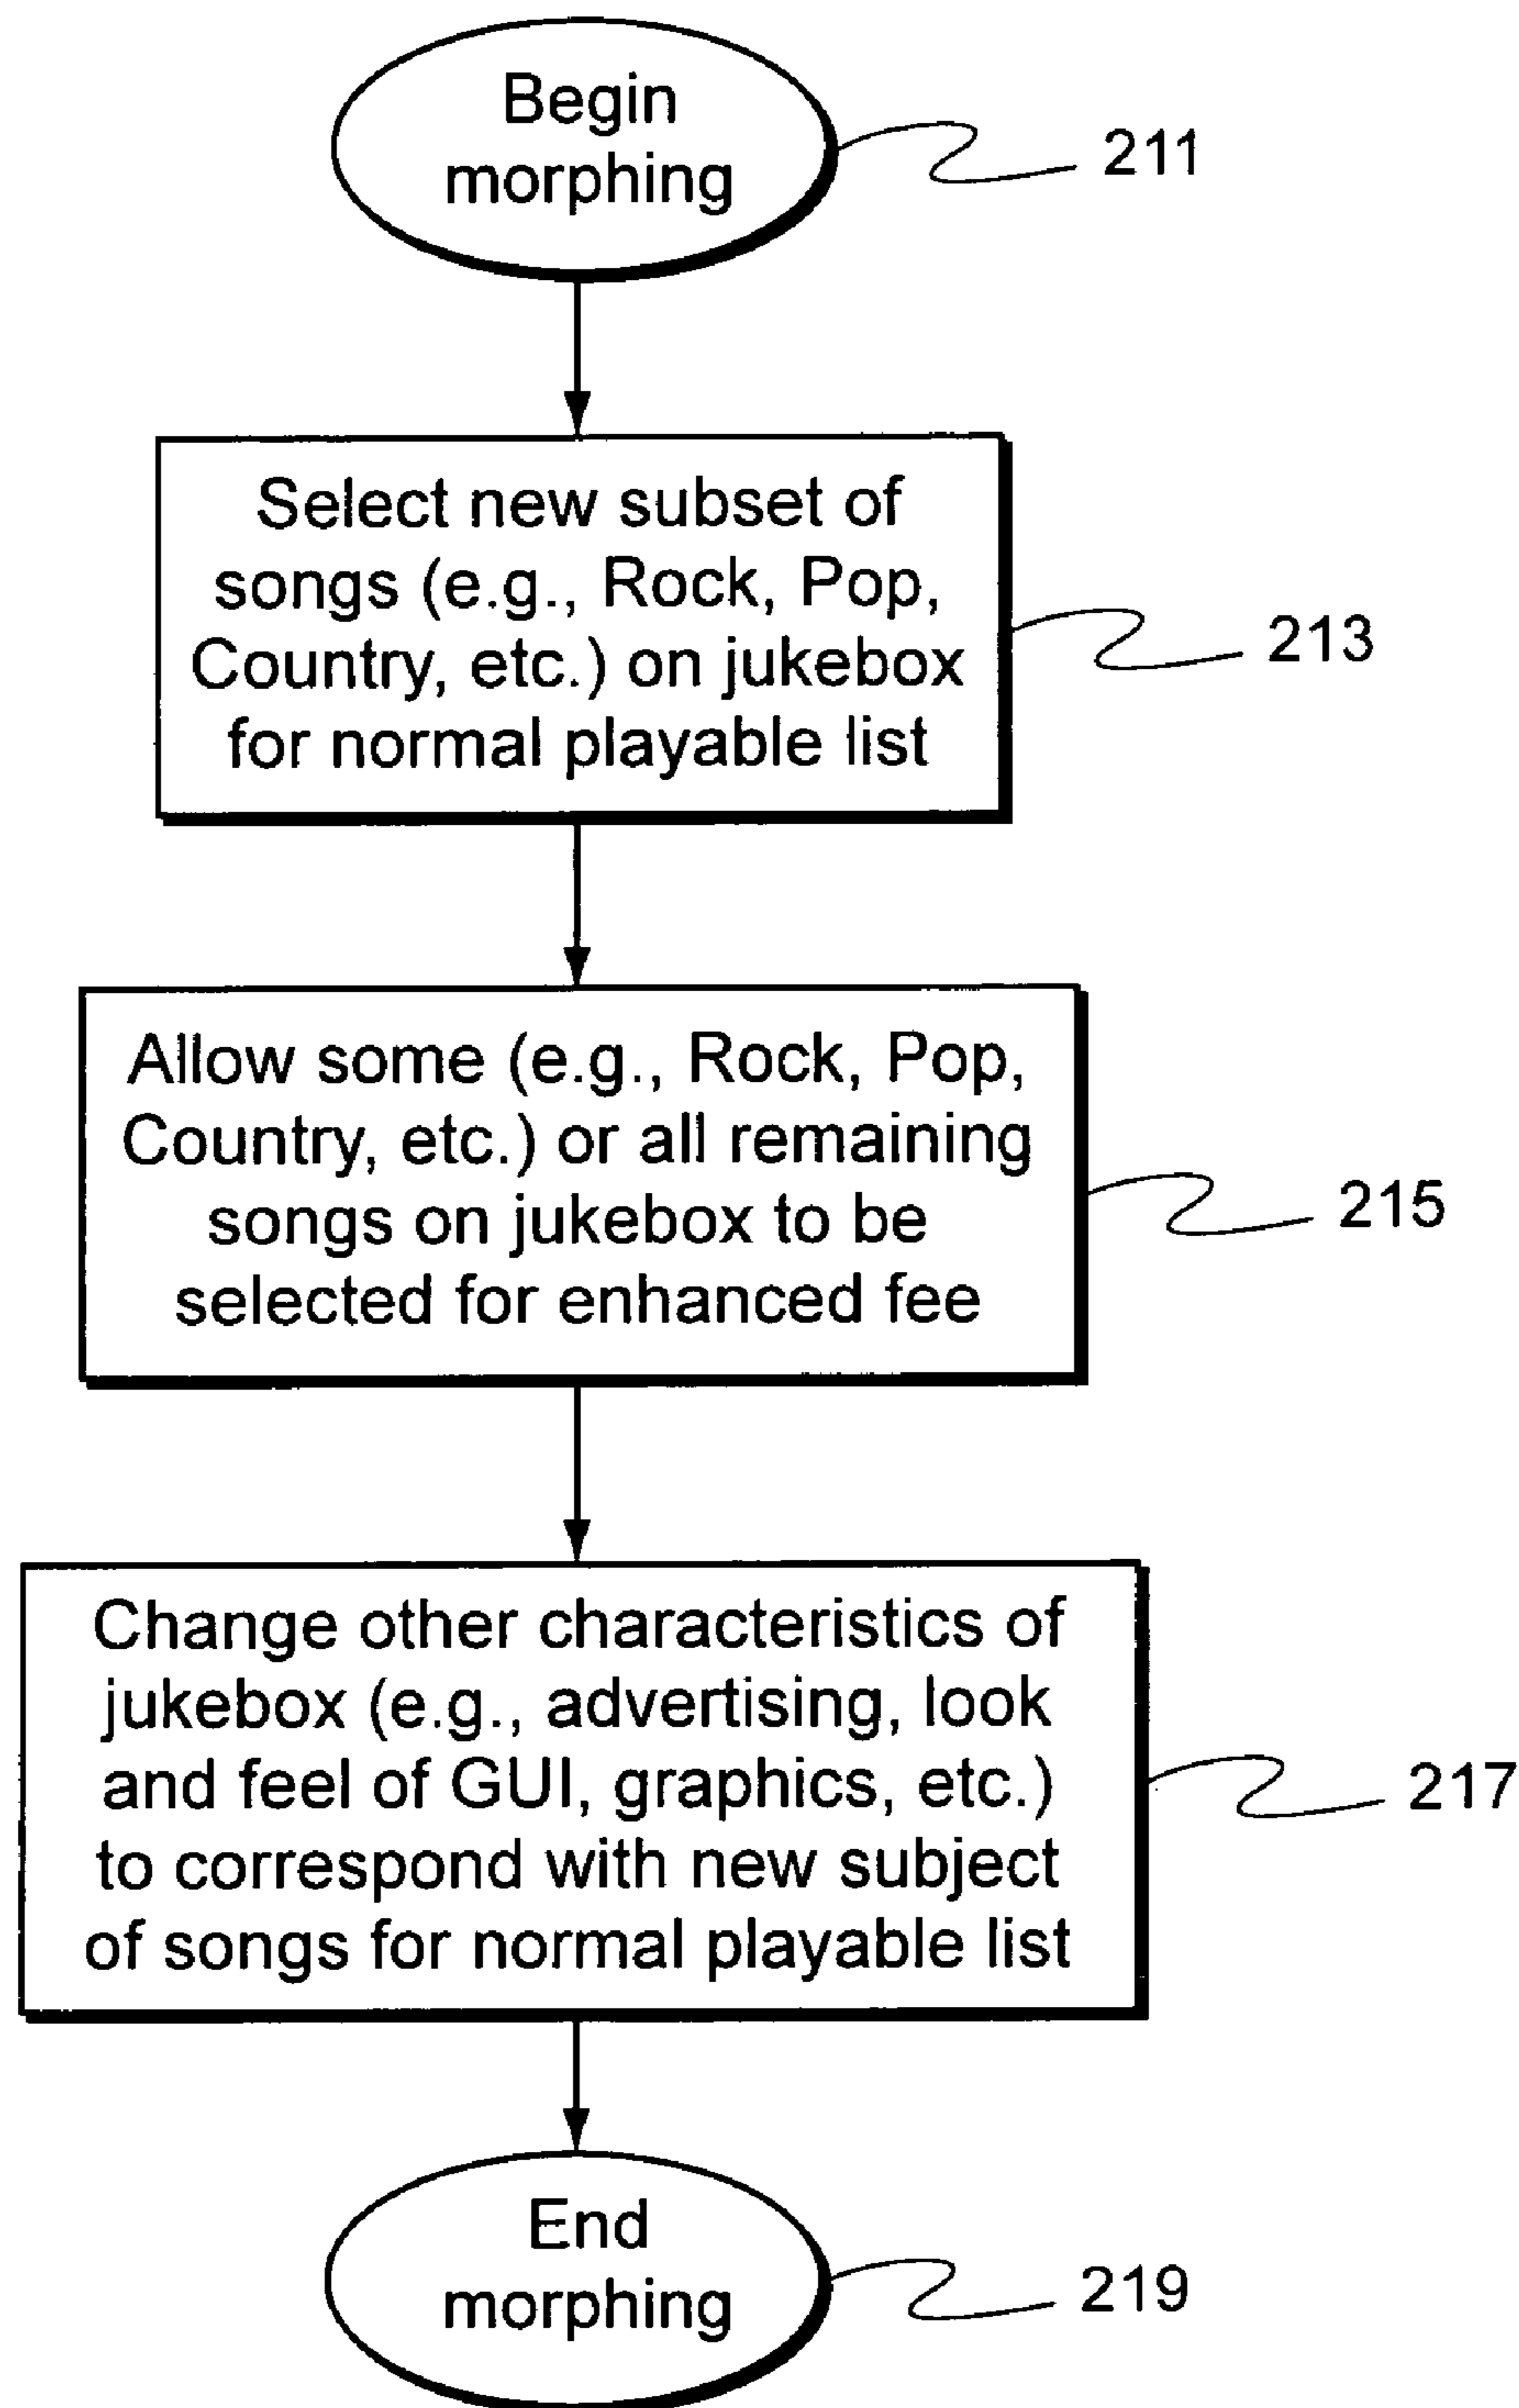 Begin
morphing
211
Select new subset of
songs (e.g., Rock, Pop,
Country, etc.) on jukebox
for normal playable list
213
Allow some (e.g., Rock, Pop,
Country, etc.) or all remaining
songs on jukebox to be
selected for enhanced fee
215
Change other characteristics of
jukebox (e.g., advertising, look
and feel of GUI, graphics, etc.)
to correspond with new subject
of songs for normal playable list
217
End
morphing
219